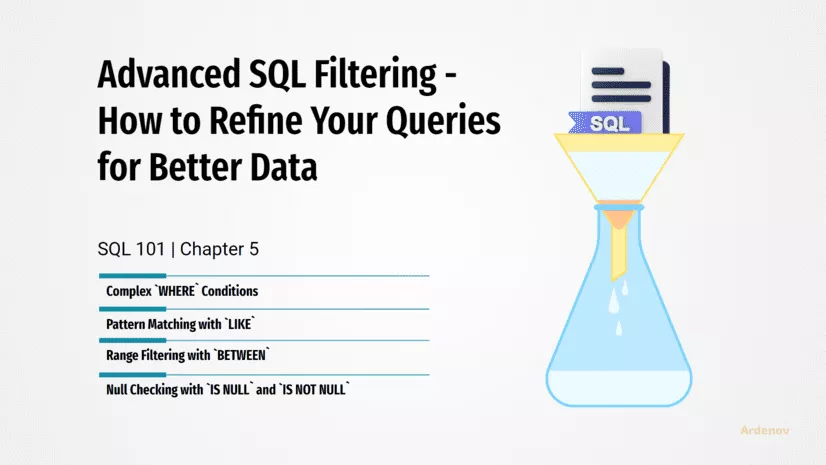 Advanced SQL Filtering -
How to Refine Your Queries
for Better Data
SQL
SQL 101 | Chapter 5
Complex `WHERE` Conditions
Pattern Matching with `LIKE`
Range Filtering with `BETWEEN`
Null Checking with `IS NULL` and `IS NOT NULL`
Ardenov